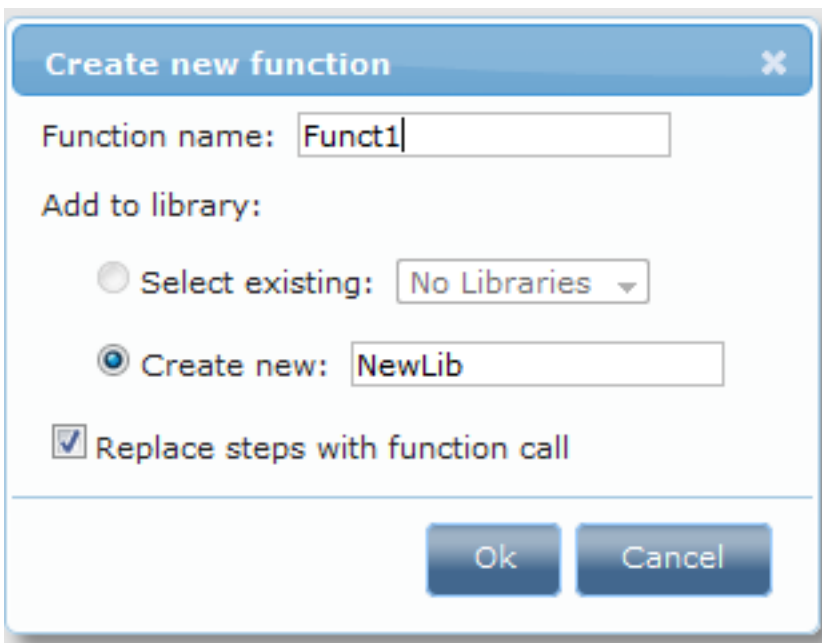 Create new function
Function name: Funct1
Add to library:
Select existing: No Libraries
Create new: NewLib
Replace steps with function call
Ok Cancel